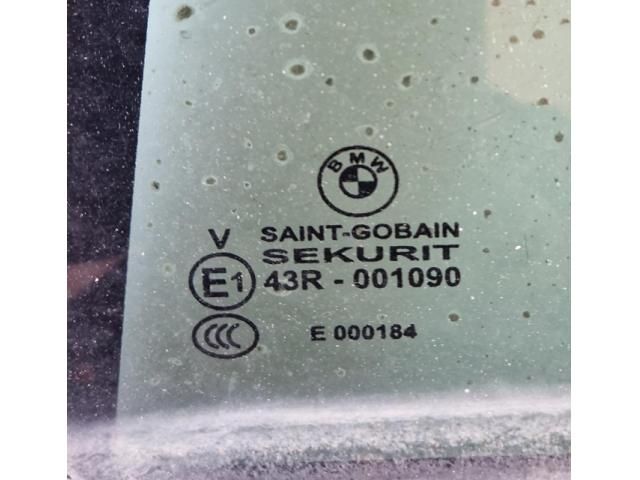 BMW
SAINT-GOBAIN
V
SEKURIT
E1 43R - 001090
CCC E 000184